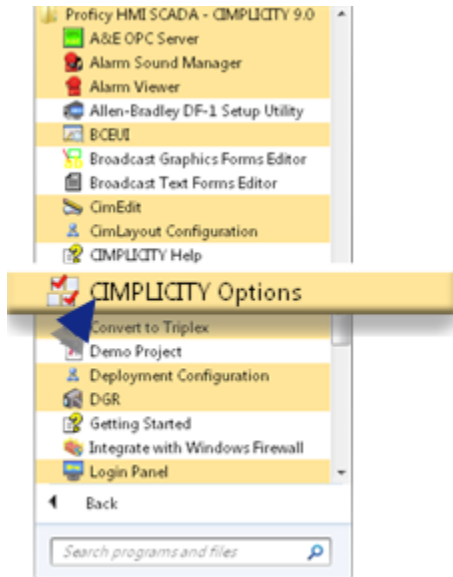 Proficy HMI SCADA - CIMPLICITY 9.0
A&E OPC Server
Alarm Sound Manager
Alarm Viewer
Allen-Bradley DF-1 Setup Utility
BCEUI
Broadcast Graphics Forms Editor
Broadcast Text Forms Editor
CimEdit
CimLayout Configuration
CIMPLICITY Help
CIMPLICITY Options
Convert to Triplex
Demo Project
Deployment Configuration
DGR
Getting Started
Integrate with Windows Firewall
Login Panel
Back
Search programs and files